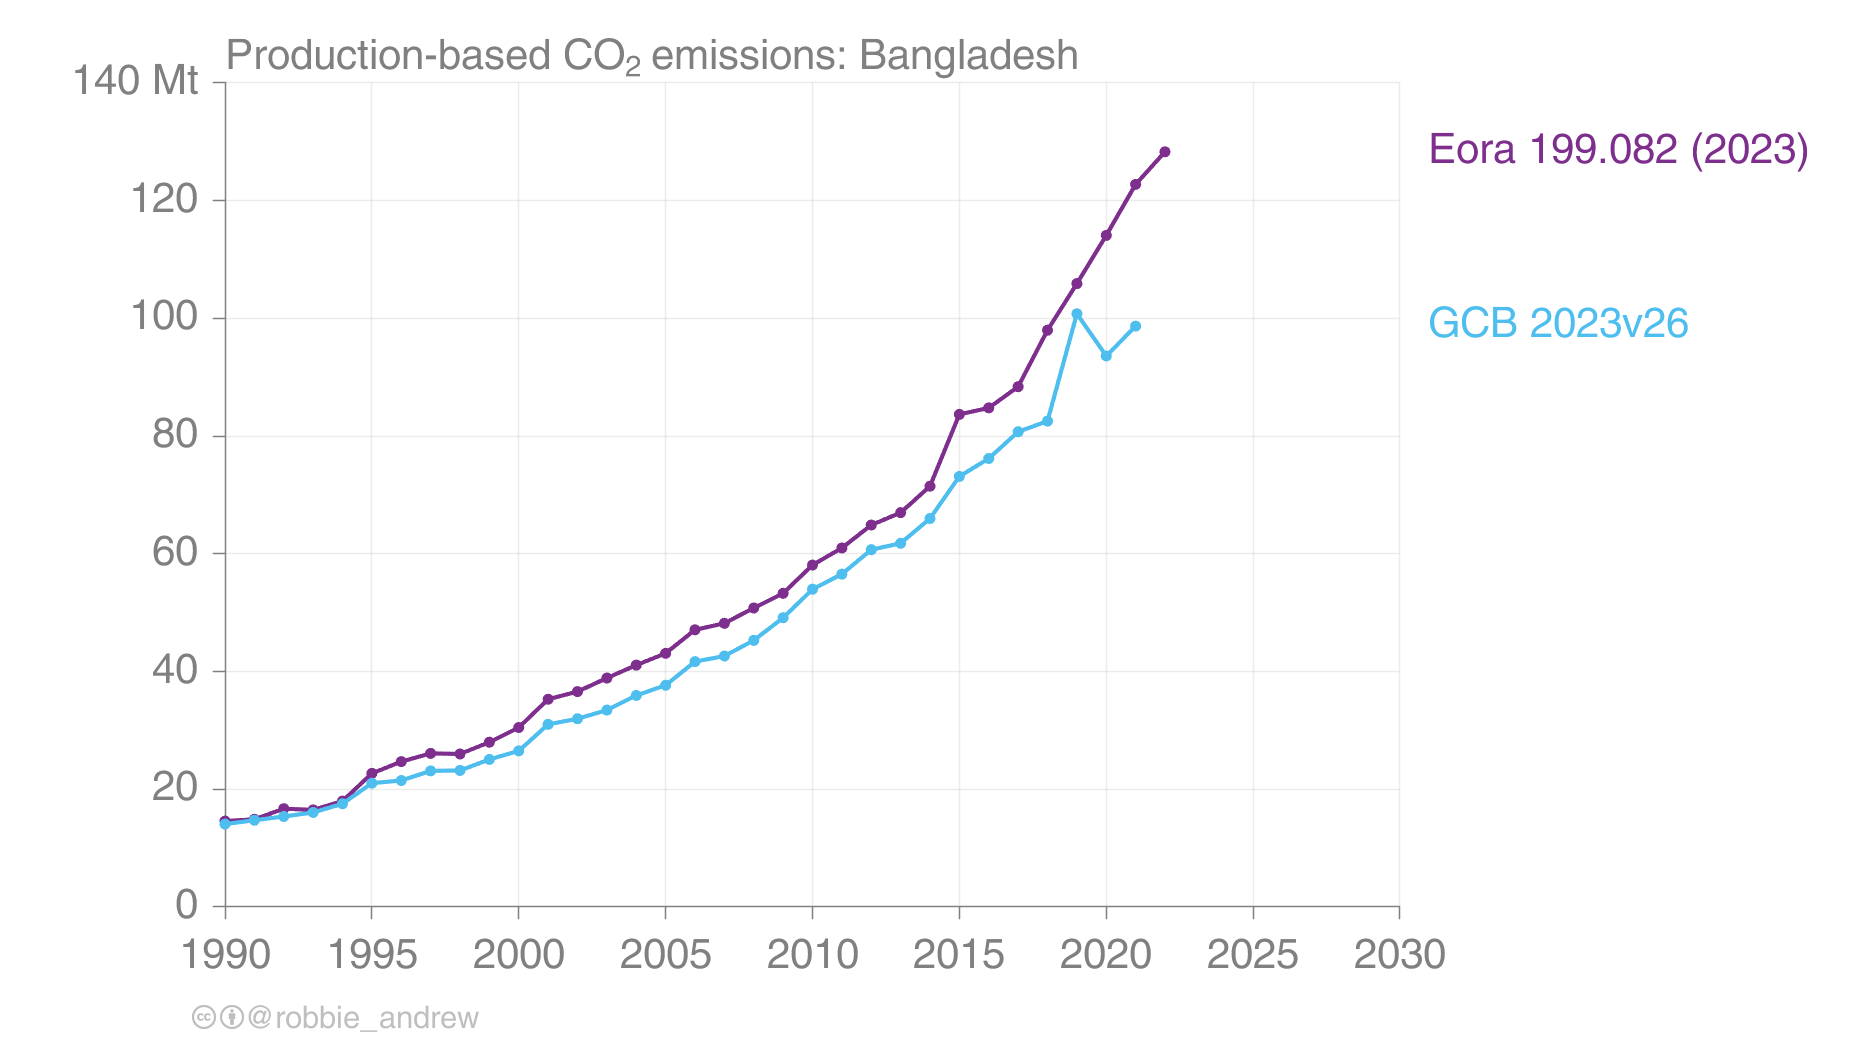 Production-based CO₂ emissions: Bangladesh
140 Mt
120
100
80
60
40
20
0
1990 1995 2000 2005 2010 2015 2020 2025 2030
Eora 199.082 (2023)
GCB 2023v26
@robbie_andrew